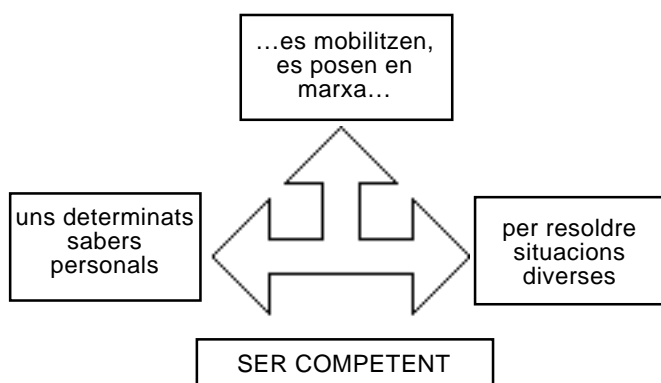 …es mobilitzen,
es posen en
marxa…
uns determinats
sabers
personals
per resoldre
situacions
diverses
SER COMPETENT